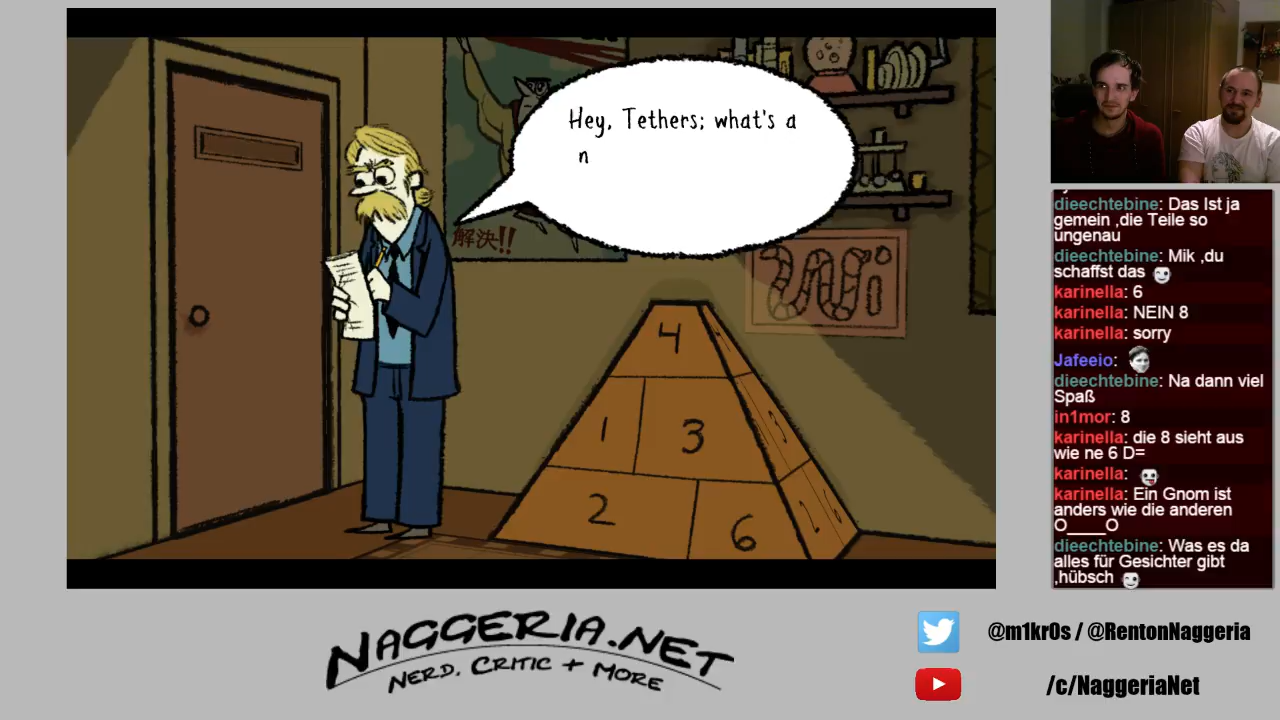 Hey, Tethers; what's a
n
解決!!
4
1 3
2 6
3
2 6
dieechtebine: Das Ist ja
gemein ,die Teile so
ungenau
dieechtebine: Mik ,du
schaffst das
karinella: 6
karinella: NEIN 8
karinella: sorry
Jafeeio:
dieechtebine: Na dann viel
Spaß
in1mor: 8
karinella: die 8 sieht aus
wie ne 6 D=
karinella:
karinella: Ein Gnom ist
anders wie die anderen
O____O
dieechtebine: Was es da
alles für Gesichter gibt
,hübsch
NAGGERIA.NET
NERD, CRITIC + MORE
@m1kr0s / @RentonNaggeria
/c/NaggeriaNet